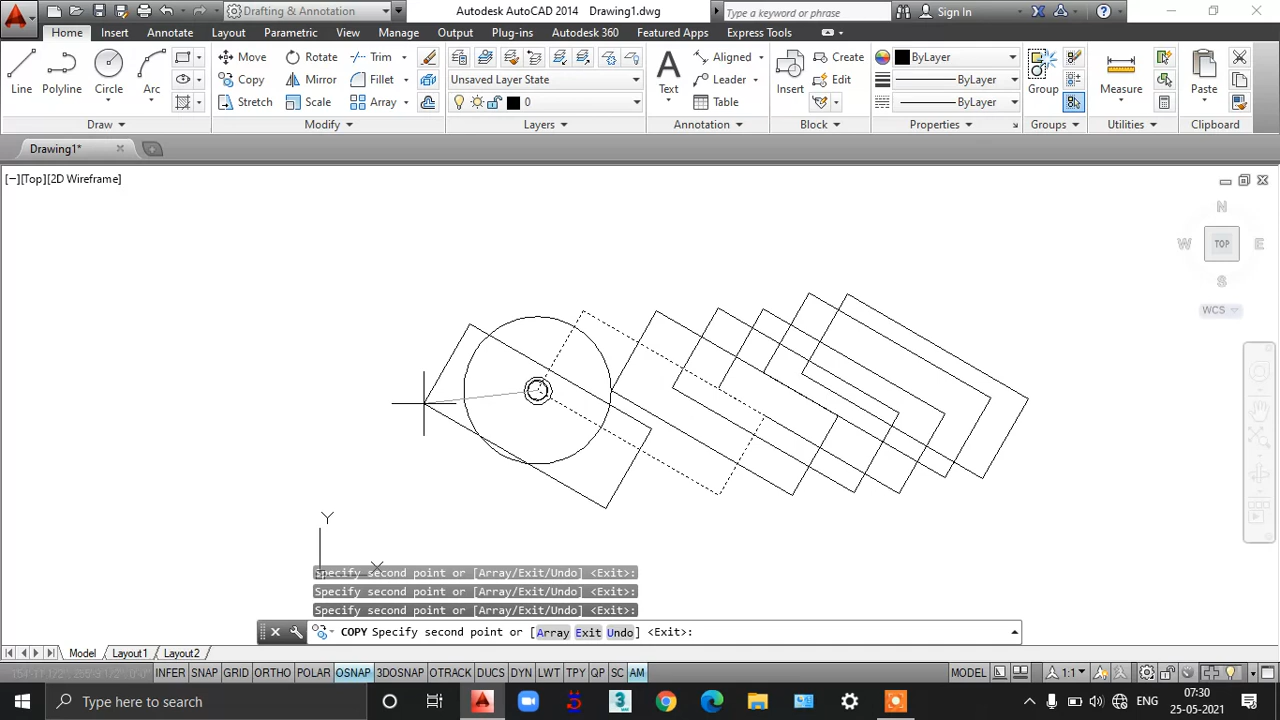 Drafting & Annotation
Autodesk AutoCAD 2014 Drawing1.dwg
Type a keyword or phrase
Sign In
Home Insert Annotate Layout Parametric View Manage Output Plug-ins Autodesk 360 Featured Apps Express Tools
Line
Polyline
Circle
Arc
Move Rotate Trim
Copy Mirror Fillet
Stretch Scale Array
Unsaved Layer State
0
Text
Aligned
Leader
Table
Insert
Create
Edit
ByLayer
ByLayer
ByLayer
Group
Measure
Paste
Draw Modify Layers Annotation Block Properties Groups Utilities Clipboard
Drawing1*
[−][Top][2D Wireframe]
N
W TOP E
S
WCS
Y
X
Specify second point or [Array/Exit/Undo] <Exit>:
Specify second point or [Array/Exit/Undo] <Exit>:
Specify second point or [Array/Exit/Undo] <Exit>:
COPY Specify second point or [Array Exit Undo] <Exit>:
Model Layout1 Layout2
INFER SNAP GRID ORTHO POLAR OSNAP 3DOSNAP OTRACK DUCS DYN LWT TPY QP SC AM
MODEL 1:1
Type here to search
ENG
07:30
25-05-2021